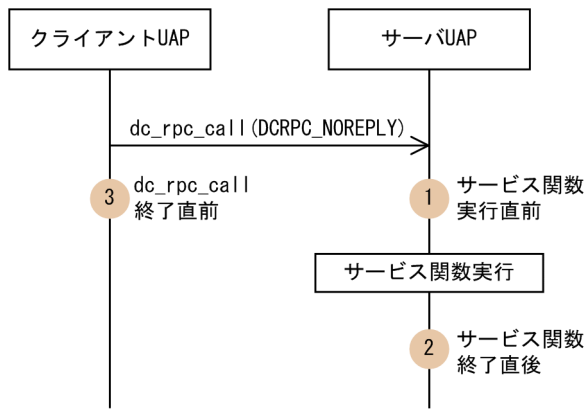 クライアントUAP
サーバUAP
dc_rpc_call(DCRPC_NOREPLY)
3
dc_rpc_call
終了直前
1
サービス関数
実行直前
サービス関数実行
2
サービス関数
終了直後